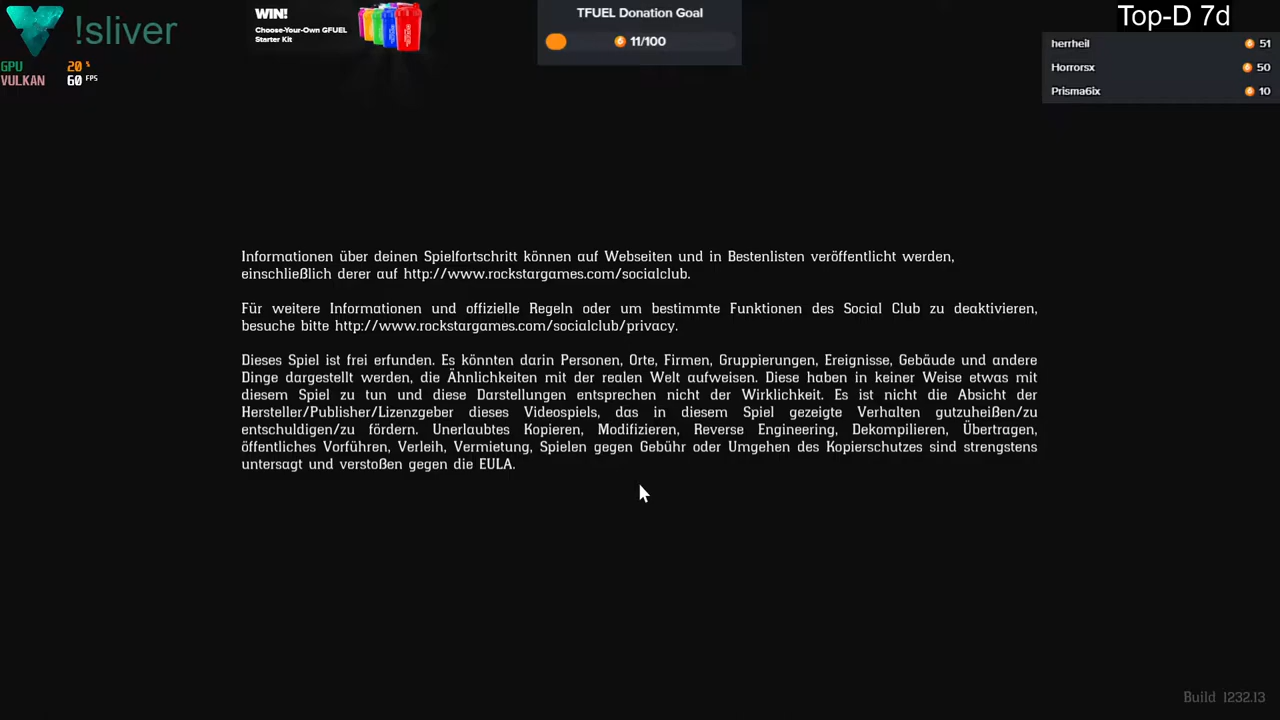 !sliver
GPU 20 %
VULKAN 60 FPS
WIN!
Choose-Your-Own GFUEL
Starter Kit
TFUEL Donation Goal
11/100
Top-D 7d
herrheil 51
Horrorsx 50
Prisma6ix 10
Informationen über deinen Spielfortschritt können auf Webseiten und in Bestenlisten veröffentlicht werden,
einschließlich derer auf http://www.rockstargames.com/socialclub.
Für weitere Informationen und offizielle Regeln oder um bestimmte Funktionen des Social Club zu deaktivieren,
besuche bitte http://www.rockstargames.com/socialclub/privacy.
Dieses Spiel ist frei erfunden. Es könnten darin Personen, Orte, Firmen, Gruppierungen, Ereignisse, Gebäude und andere
Dinge dargestellt werden, die Ähnlichkeiten mit der realen Welt aufweisen. Diese haben in keiner Weise etwas mit
diesem Spiel zu tun und diese Darstellungen entsprechen nicht der Wirklichkeit. Es ist nicht die Absicht der
Hersteller/Publisher/Lizenzgeber dieses Videospiels, das in diesem Spiel gezeigte Verhalten gutzuheißen/zu
entschuldigen/zu fördern. Unerlaubtes Kopieren, Modifizieren, Reverse Engineering, Dekompilieren, Übertragen,
öffentliches Vorführen, Verleih, Vermietung, Spielen gegen Gebühr oder Umgehen des Kopierschutzes sind strengstens
untersagt und verstoßen gegen die EULA.
Build 1232.13